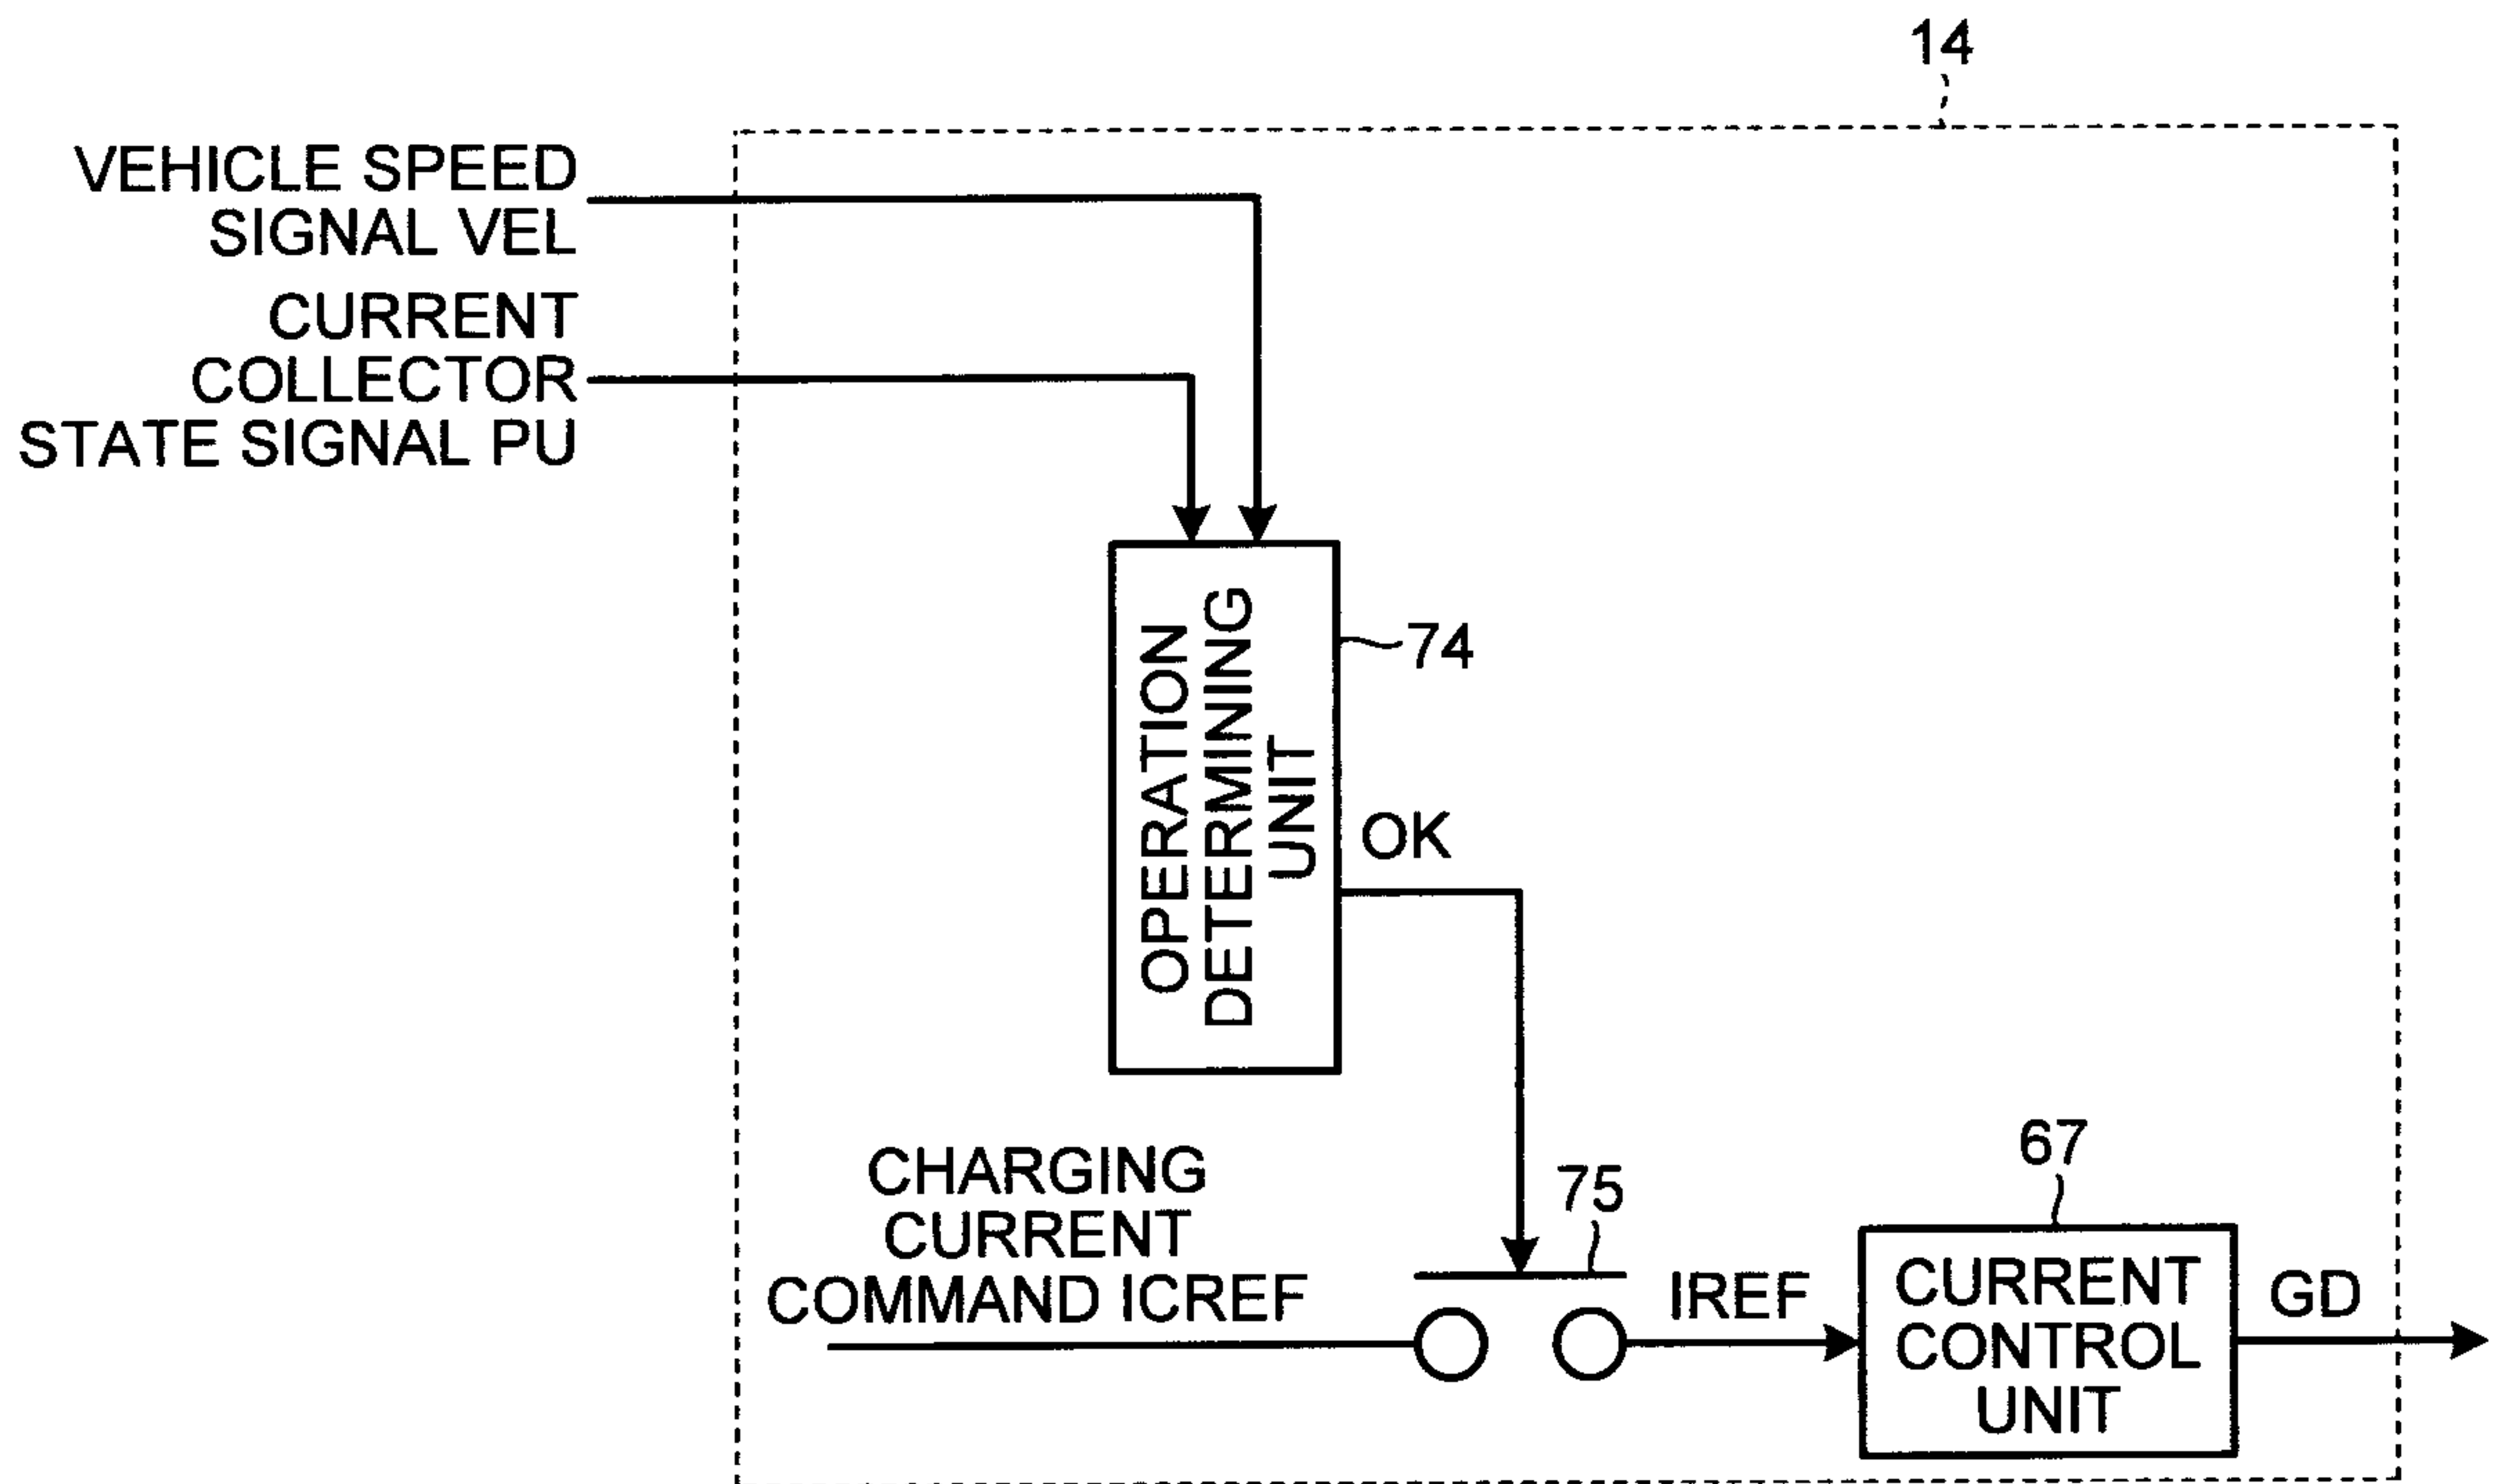 14
VEHICLE SPEED
SIGNAL VEL
CURRENT
COLLECTOR
STATE SIGNAL PU
OPERATION
DETERMINING
UNIT
74
OK
CHARGING
CURRENT
COMMAND ICREF
75
IREF
67
CURRENT
CONTROL
UNIT
GD